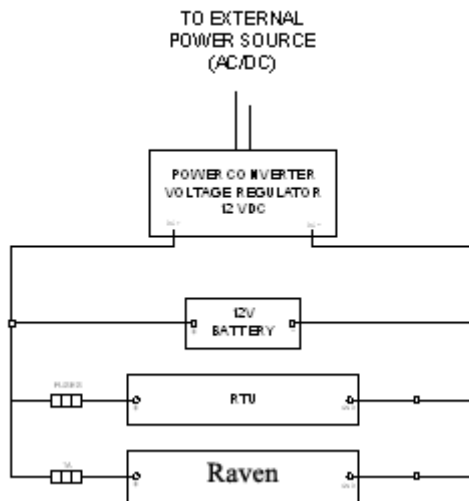 TO EXTERNAL
POWER SOURCE
(AC/DC)
POWER CONVERTER
VOLTAGE REGULATOR
12 VDC
12V
BATTERY
RTU
Raven